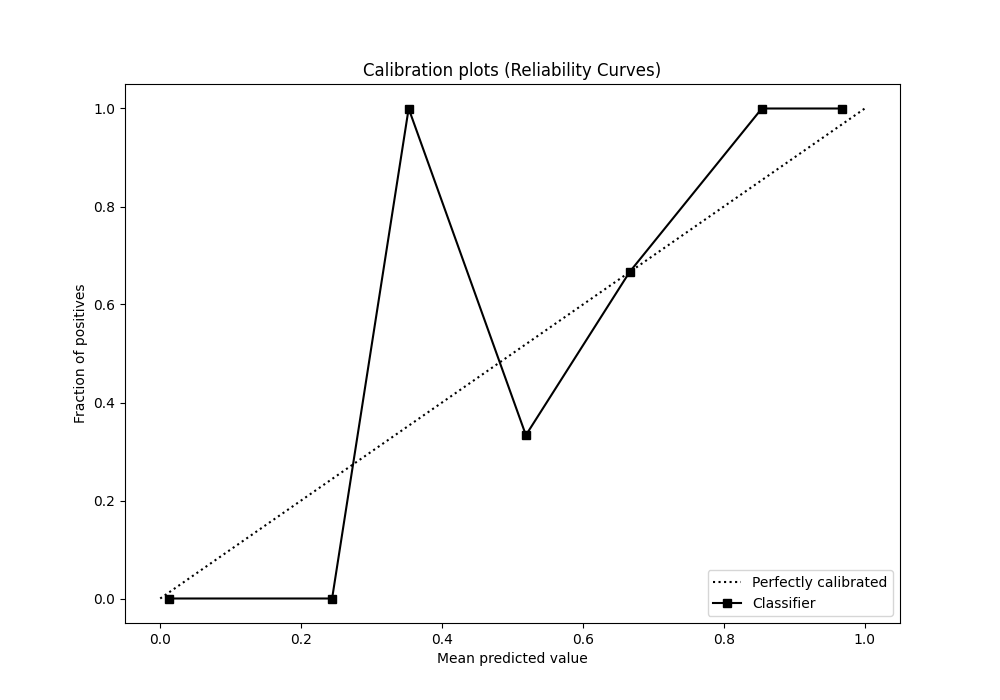 Calibration plots (Reliability Curves)
1.0
0.8
0.6
0.4
0.2
0.0
Fraction of positives
0.0 0.2 0.4 0.6 0.8 1.0
Mean predicted value
Perfectly calibrated
Classifier